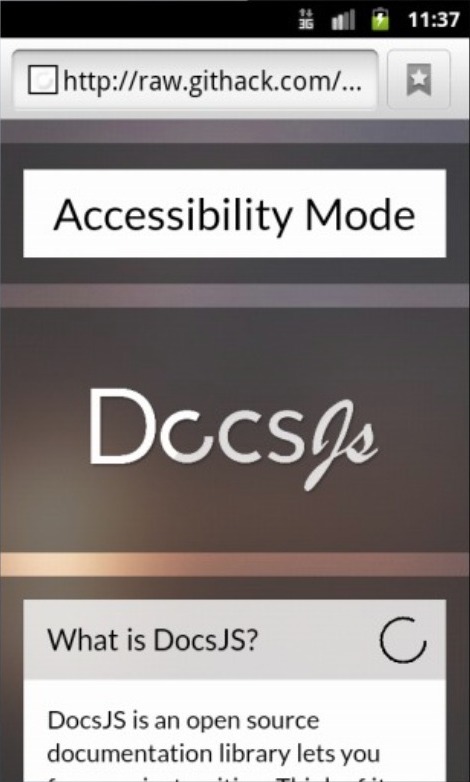 3G 11:37
http://raw.githack.com/...
Accessibility Mode
DocsJs
What is DocsJS?
DocsJS is an open source
documentation library lets you